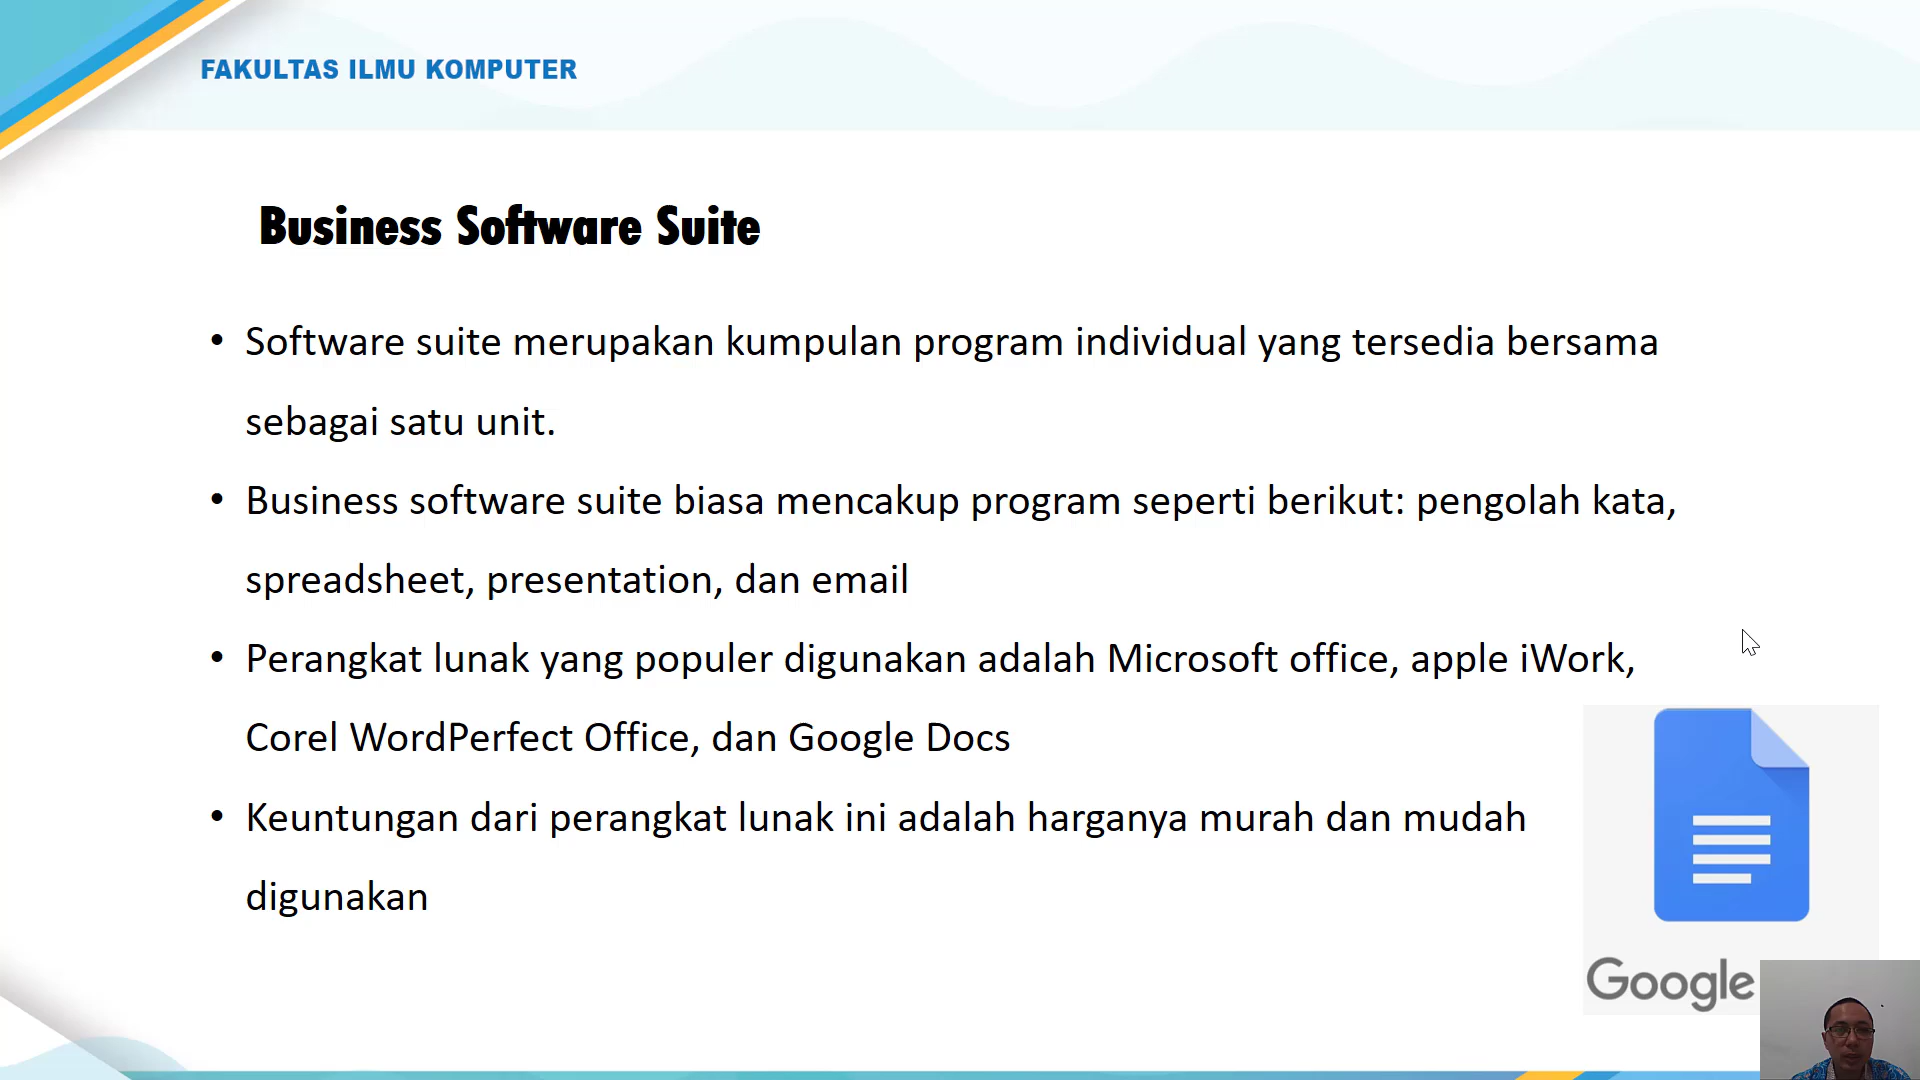 FAKULTAS ILMU KOMPUTER
Business Software Suite
• Software suite merupakan kumpulan program individual yang tersedia bersama
sebagai satu unit.
• Business software suite biasa mencakup program seperti berikut: pengolah kata,
spreadsheet, presentation, dan email
• Perangkat lunak yang populer digunakan adalah Microsoft office, apple iWork,
Corel WordPerfect Office, dan Google Docs
• Keuntungan dari perangkat lunak ini adalah harganya murah dan mudah
digunakan
Google